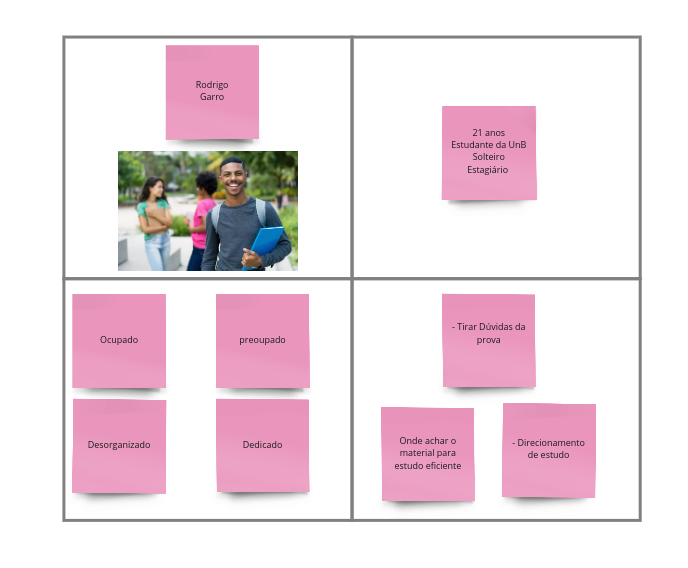 Rodrigo
Garro
21 anos
Estudante da UnB
Solteiro
Estagiário
Ocupado
preoupado
Desorganizado
Dedicado
- Tirar Dúvidas da
prova
Onde achar o
material para
estudo eficiente
- Direcionamento
de estudo